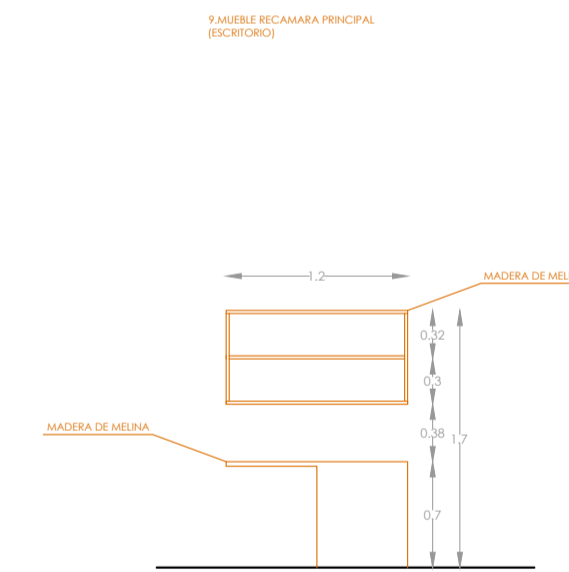 9.MUEBLE RECAMARA PRINCIPAL
(ESCRITORIO)
1.2
MADERA DE MELI
0.32
0.3
MADERA DE MELINA
0.38
1.7
0.7